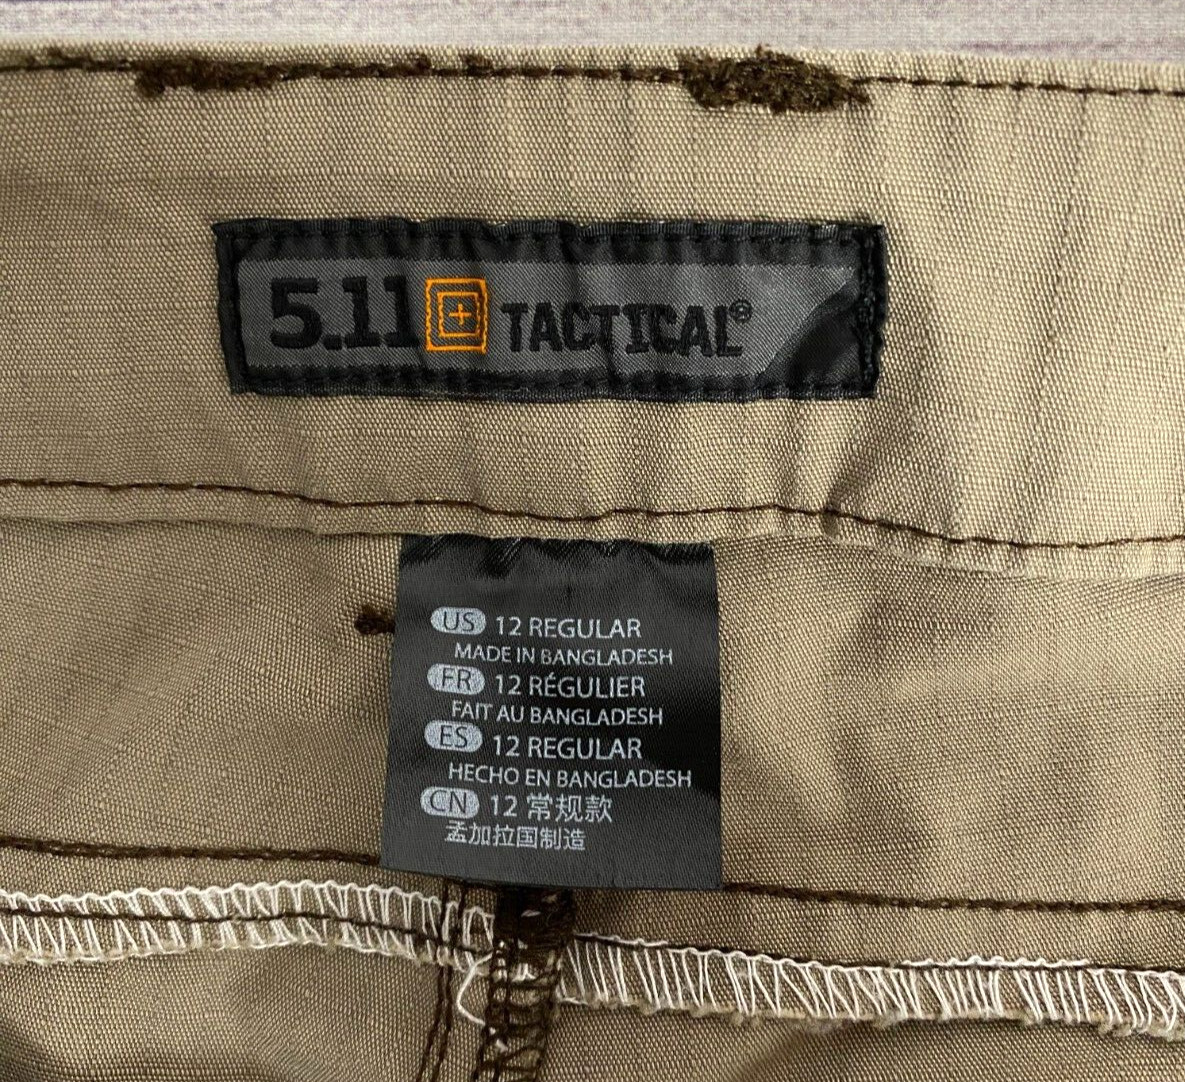 5.11 TACTICAL®
US 12 REGULAR
MADE IN BANGLADESH
FR 12 RÉGULIER
FAIT AU BANGLADESH
ES 12 REGULAR
HECHO EN BANGLADESH
CN 12 常规款
孟加拉国制造